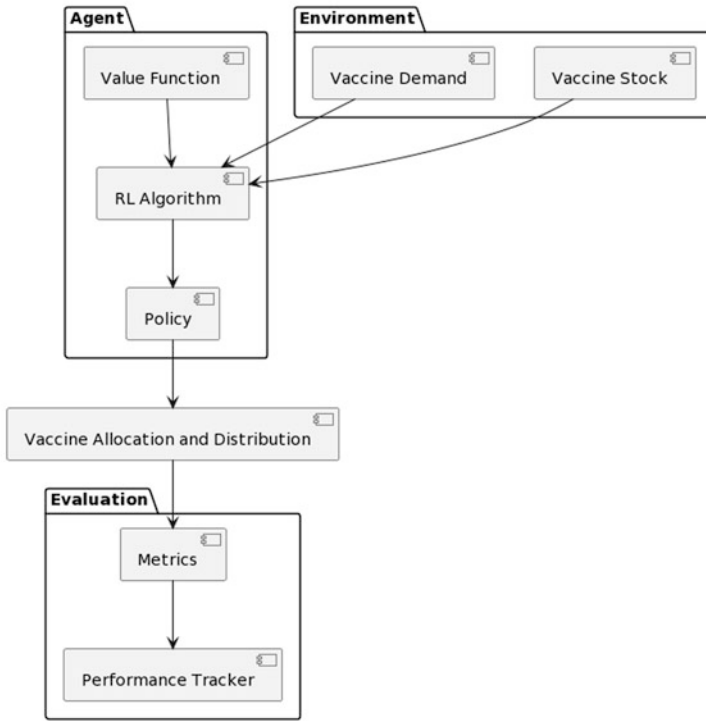 Agent
Environment
Value Function
Vaccine Demand
Vaccine Stock
RL Algorithm
Policy
Vaccine Allocation and Distribution
Evaluation
Metrics
Performance Tracker